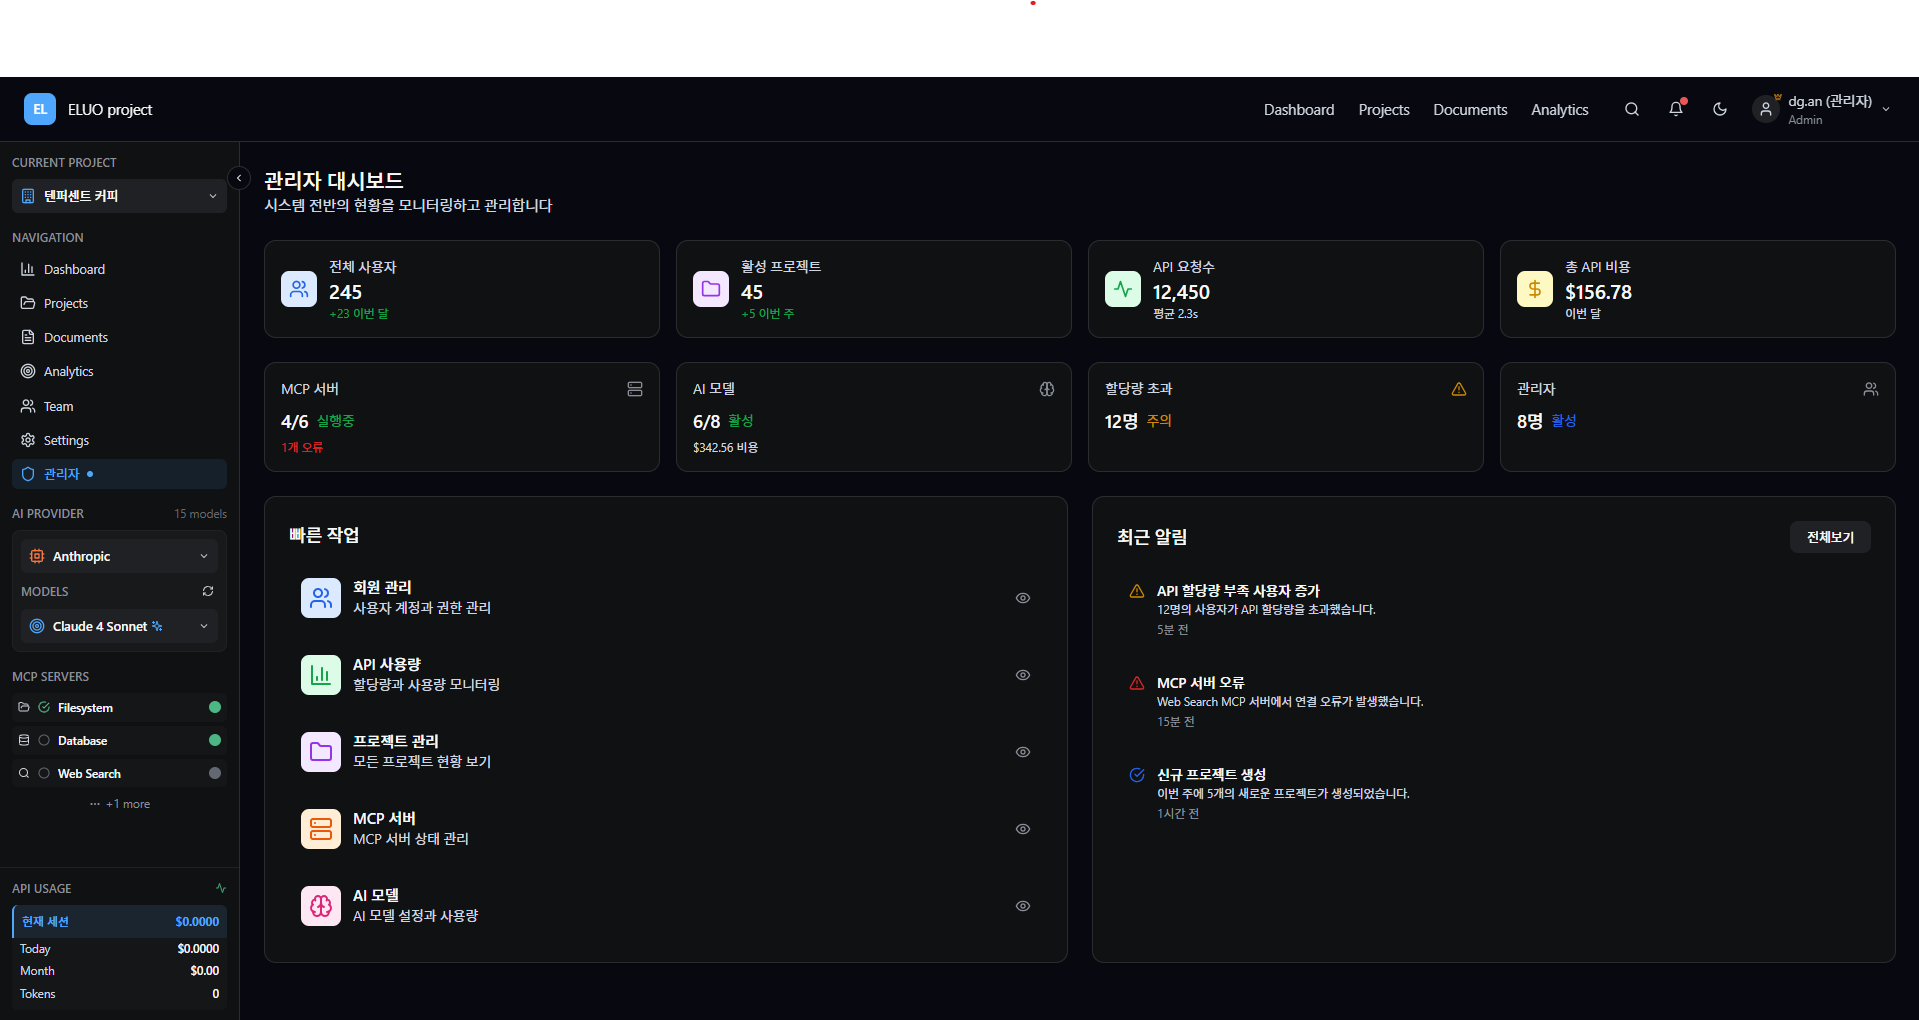 EL
ELUO project
Dashboard
Projects
Documents
Analytics
dg.an (관리자)
Admin
CURRENT PROJECT
텐퍼센트 커피
NAVIGATION
Dashboard
Projects
Documents
Analytics
Team
Settings
관리자
AI PROVIDER
15 models
Anthropic
MODELS
Claude 4 Sonnet
MCP SERVERS
Filesystem
Database
Web Search
··· +1 more
API USAGE
현재 세션 $0.0000
Today $0.0000
Month $0.00
Tokens 0
관리자 대시보드
시스템 전반의 현황을 모니터링하고 관리합니다
전체 사용자
245
+23 이번 달
활성 프로젝트
45
+5 이번 주
API 요청수
12,450
평균 2.3s
총 API 비용
$156.78
이번 달
MCP 서버
4/6 실행중
1개 오류
AI 모델
6/8 활성
$342.56 비용
할당량 초과
12명 주의
관리자
8명 활성
빠른 작업
회원 관리
사용자 계정과 권한 관리
API 사용량
할당량과 사용량 모니터링
프로젝트 관리
모든 프로젝트 현황 보기
MCP 서버
MCP 서버 상태 관리
AI 모델
AI 모델 설정과 사용량
최근 알림
전체보기
API 할당량 부족 사용자 증가
12명의 사용자가 API 할당량을 초과했습니다.
5분 전
MCP 서버 오류
Web Search MCP 서버에서 연결 오류가 발생했습니다.
15분 전
신규 프로젝트 생성
이번 주에 5개의 새로운 프로젝트가 생성되었습니다.
1시간 전